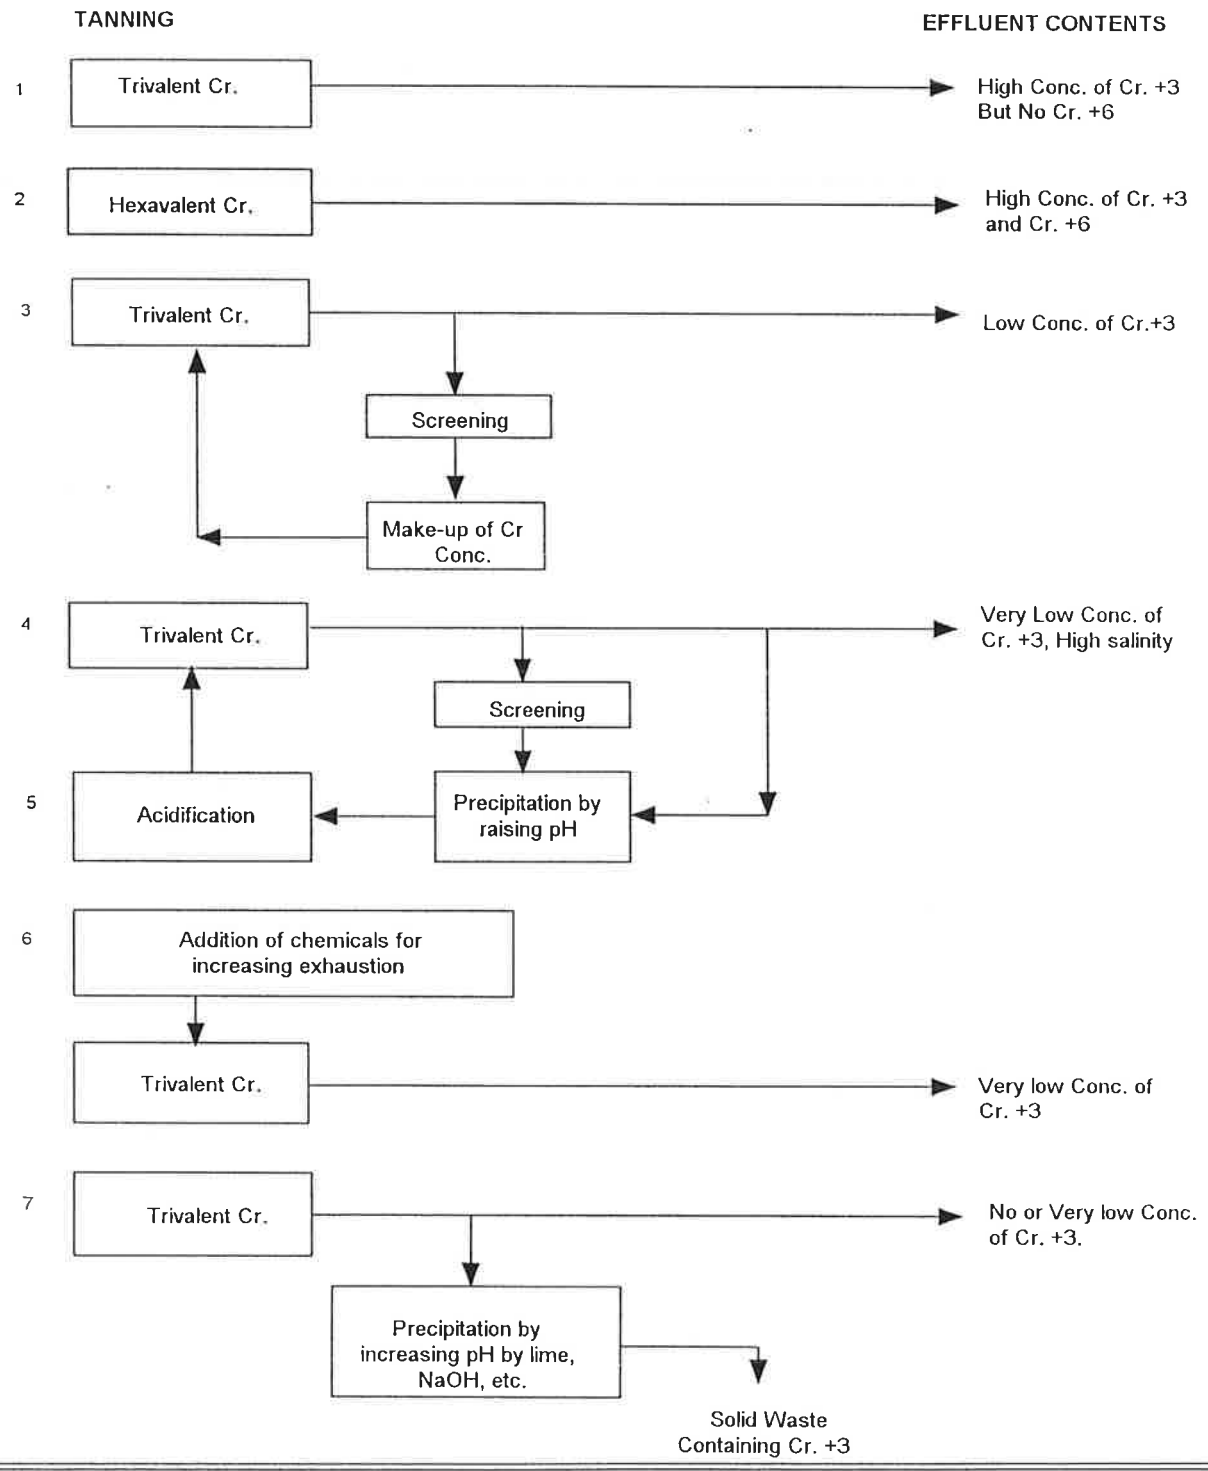 TANNING
EFFLUENT CONTENTS
1
Trivalent Cr.
High Conc. of Cr. +3
But No Cr. +6
2
Hexavalent Cr.
High Conc. of Cr. +3
and Cr. +6
3
Trivalent Cr.
Low Conc. of Cr.+3
Screening
Make-up of Cr
Conc.
4
Trivalent Cr.
Very Low Conc. of
Cr. +3, High salinity
Screening
5
Acidification
Precipitation by
raising pH
6
Addition of chemicals for
increasing exhaustion
Trivalent Cr.
Very low Conc. of
Cr. +3
7
Trivalent Cr.
No or Very low Conc.
of Cr. +3.
Precipitation by
increasing pH by lime,
NaOH, etc.
Solid Waste
Containing Cr. +3